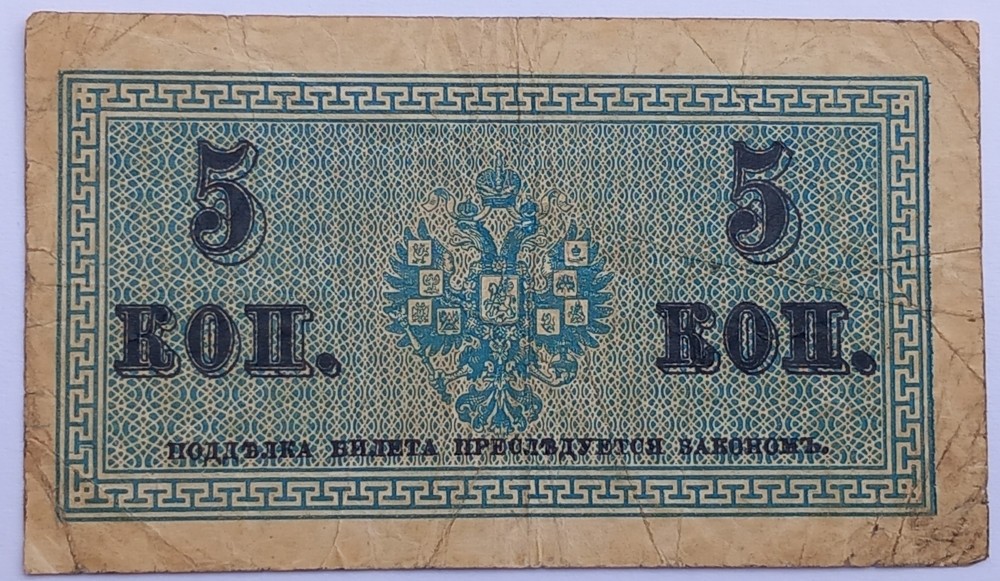 5 5
КОП. КОП.
ПОДДѢЛКА БИЛЕТА ПРЕСЛѢДУЕТСЯ ЗАКОНОМЪ.